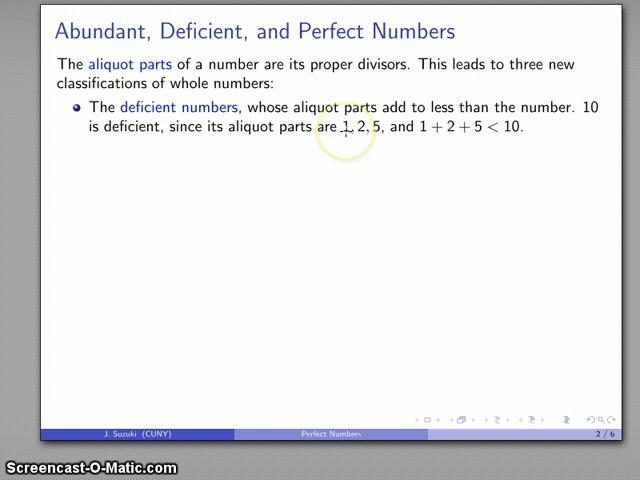 Abundant, Deficient, and Perfect Numbers
The aliquot parts of a number are its proper divisors. This leads to three new
classifications of whole numbers:
The deficient numbers, whose aliquot parts add to less than the number. 10
is deficient, since its aliquot parts are 1, 2, 5, and 1 + 2 + 5 < 10.
J. Suzuki (CUNY) Perfect Numbers 2 / 6
Screencast-O-Matic.com